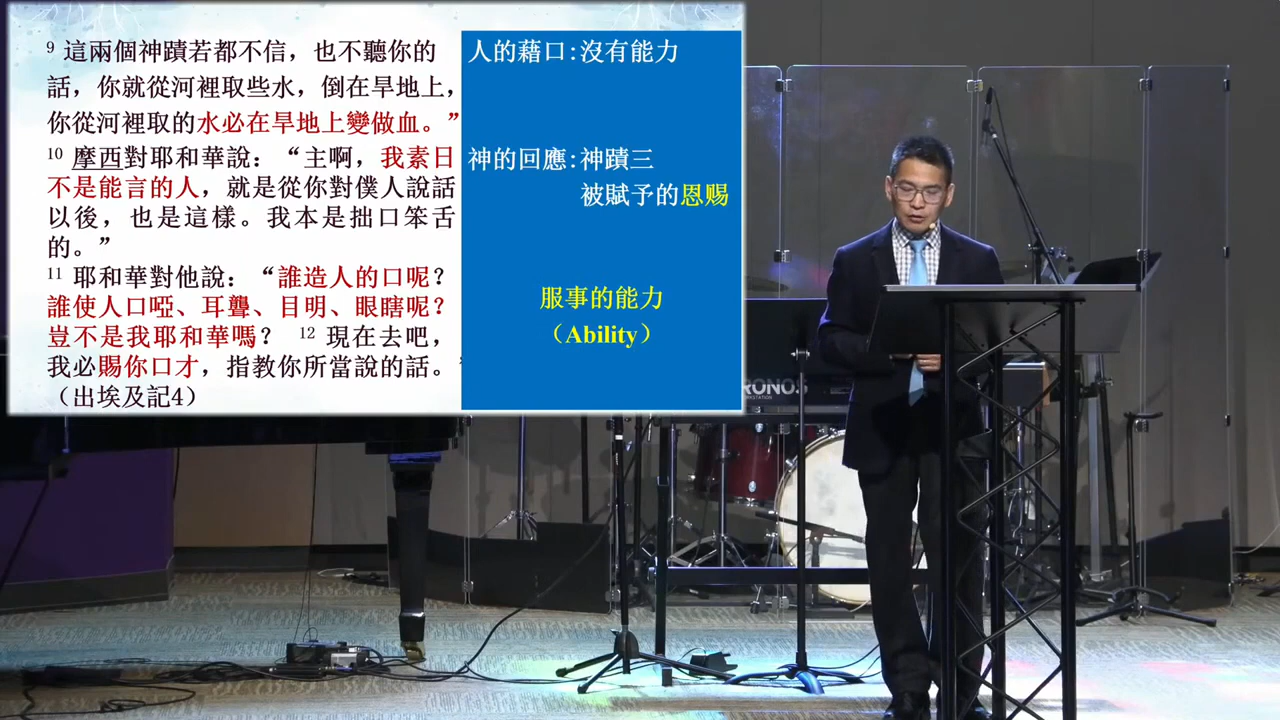 9 這兩個神蹟若都不信，也不聽你的
話，你就從河裡取些水，倒在旱地上，
你從河裡取的水必在旱地上變做血。”
10 摩西對耶和華說：“主啊，我素日
不是能言的人，就是從你對僕人說話
以後，也是這樣。我本是拙口笨舌
的。”
11 耶和華對他說：“誰造人的口呢？
誰使人口啞、耳聾、目明、眼瞎呢？
豈不是我耶和華嗎？ 12 現在去吧，
我必賜你口才，指教你所當說的話。”
（出埃及記4）
人的藉口：沒有能力
神的回應：神蹟三
被賦予的恩赐
服事的能力
（Ability）
RONOS